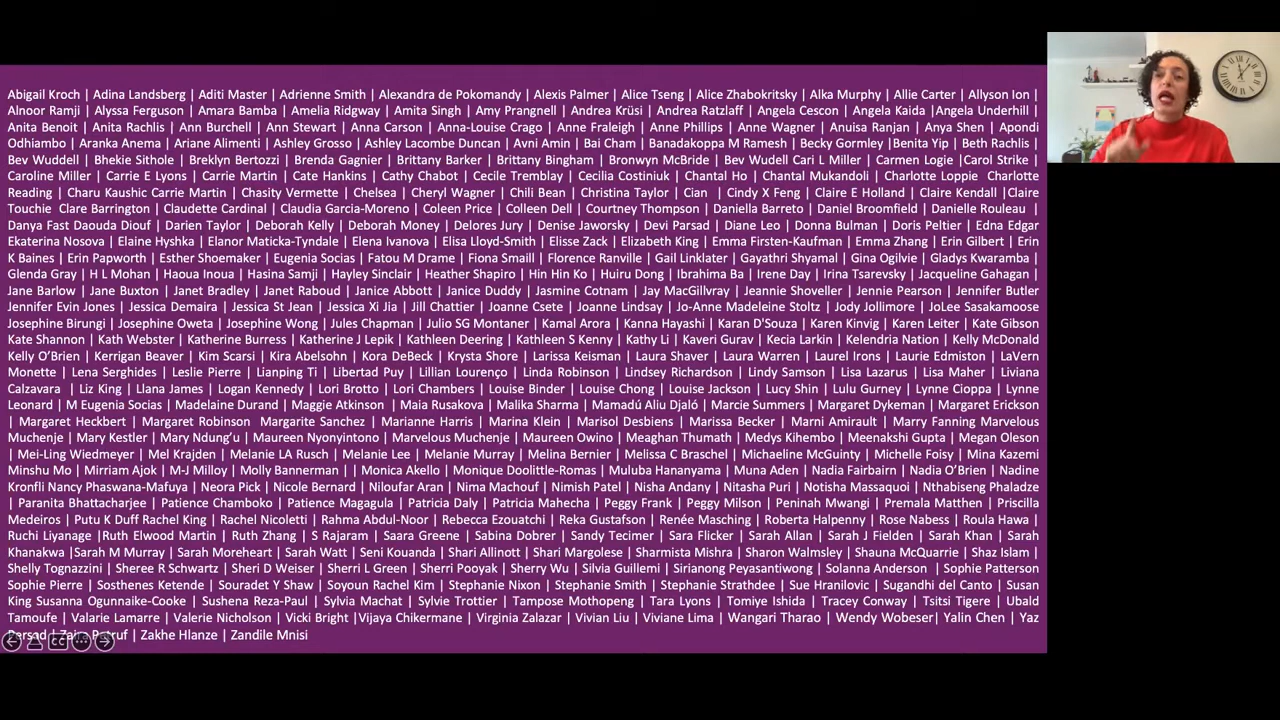 Abigail Kroch | Adina Landsberg | Aditi Master | Adrienne Smith | Alexandra de Pokomandy | Alexis Palmer | Alice Tseng | Alice Zhabokritsky | Alka Murphy | Allie Carter | Allyson Ion |
Alnoor Ramji | Alyssa Ferguson | Amara Bamba | Amelia Ridgway | Amita Singh | Amy Prangnell | Andrea Krüsi | Andrea Ratzlaff | Angela Cescon | Angela Kaida |Angela Underhill |
Anita Benoit | Anita Rachlis | Ann Burchell | Ann Stewart | Anna Carson | Anna-Louise Crago | Anne Fraleigh | Anne Phillips | Anne Wagner | Anuisa Ranjan | Anya Shen | Apondi
Odhiambo | Aranka Anema | Ariane Alimenti | Ashley Grosso | Ashley Lacombe Duncan | Avni Amin | Bai Cham | Banadakoppa M Ramesh | Becky Gormley |Benita Yip | Beth Rachlis |
Bev Wuddell | Bhekie Sithole | Breklyn Bertozzi | Brenda Gagnier | Brittany Barker | Brittany Bingham | Bronwyn McBride | Bev Wudell Cari L Miller | Carmen Logie |Carol Strike |
Caroline Miller | Carrie E Lyons | Carrie Martin | Cate Hankins | Cathy Chabot | Cecile Tremblay | Cecilia Costiniuk | Chantal Ho | Chantal Mukandoli | Charlotte Loppie Charlotte
Reading | Charu Kaushic Carrie Martin | Chasity Vermette | Chelsea | Cheryl Wagner | Chili Bean | Christina Taylor | Cian | Cindy X Feng | Claire E Holland | Claire Kendall |Claire
Touchie Clare Barrington | Claudette Cardinal | Claudia Garcia-Moreno | Coleen Price | Colleen Dell | Courtney Thompson | Daniella Barreto | Daniel Broomfield | Danielle Rouleau |
Danya Fast Daouda Diouf | Darien Taylor | Deborah Kelly | Deborah Money | Delores Jury | Denise Jaworsky | Devi Parsad | Diane Leo | Donna Bulman | Doris Peltier | Edna Edgar
Ekaterina Nosova | Elaine Hyshka | Elanor Maticka-Tyndale | Elena Ivanova | Elisa Lloyd-Smith | Elisse Zack | Elizabeth King | Emma Firsten-Kaufman | Emma Zhang | Erin Gilbert | Erin
K Baines | Erin Papworth | Esther Shoemaker | Eugenia Socias | Fatou M Drame | Fiona Smaill | Florence Ranville | Gail Linklater | Gayathri Shyamal | Gina Ogilvie | Gladys Kwaramba |
Glenda Gray | H L Mohan | Haoua Inoua | Hasina Samji | Hayley Sinclair | Heather Shapiro | Hin Hin Ko | Huiru Dong | Ibrahima Ba | Irene Day | Irina Tsarevsky | Jacqueline Gahagan |
Jane Barlow | Jane Buxton | Janet Bradley | Janet Raboud | Janice Abbott | Janice Duddy | Jasmine Cotnam | Jay MacGillvray | Jeannie Shoveller | Jennie Pearson | Jennifer Butler
Jennifer Evin Jones | Jessica Demaira | Jessica St Jean | Jessica Xi Jia | Jill Chattier | Joanne Csete | Joanne Lindsay | Jo-Anne Madeleine Stoltz | Jody Jollimore | JoLee Sasakamoose
Josephine Birungi | Josephine Oweta | Josephine Wong | Jules Chapman | Julio SG Montaner | Kamal Arora | Kanna Hayashi | Karan D'Souza | Karen Kinvig | Karen Leiter | Kate Gibson
Kate Shannon | Kath Webster | Katherine Burress | Katherine J Lepik | Kathleen Deering | Kathleen S Kenny | Kathy Li | Kaveri Gurav | Kecia Larkin | Kelendria Nation | Kelly McDonald
Kelly O’Brien | Kerrigan Beaver | Kim Scarsi | Kira Abelsohn | Kora DeBeck | Krysta Shore | Larissa Keisman | Laura Shaver | Laura Warren | Laurel Irons | Laurie Edmiston | LaVern
Monette | Lena Serghides | Leslie Pierre | Lianping Ti | Libertad Puy | Lillian Lourenço | Linda Robinson | Lindsey Richardson | Lindy Samson | Lisa Lazarus | Lisa Maher | Liviana
Calzavara | Liz King | Llana James | Logan Kennedy | Lori Brotto | Lori Chambers | Louise Binder | Louise Chong | Louise Jackson | Lucy Shin | Lulu Gurney | Lynne Cioppa | Lynne
Leonard | M Eugenia Socias | Madelaine Durand | Maggie Atkinson | Maia Rusakova | Malika Sharma | Mamadú Aliu Djaló | Marcie Summers | Margaret Dykeman | Margaret Erickson
| Margaret Heckbert | Margaret Robinson Margarite Sanchez | Marianne Harris | Marina Klein | Marisol Desbiens | Marissa Becker | Marni Amirault | Marry Fanning Marvelous
Muchenje | Mary Kestler | Mary Ndung’u | Maureen Nyonyintono | Marvelous Muchenje | Maureen Owino | Meaghan Thumath | Medys Kihembo | Meenakshi Gupta | Megan Oleson
| Mei-Ling Wiedmeyer | Mel Krajden | Melanie LA Rusch | Melanie Lee | Melanie Murray | Melina Bernier | Melissa C Braschel | Michaeline McGuinty | Michelle Foisy | Mina Kazemi
Minshu Mo | Mirriam Ajok | M-J Milloy | Molly Bannerman | | Monica Akello | Monique Doolittle-Romas | Muluba Hananyama | Muna Aden | Nadia Fairbairn | Nadia O’Brien | Nadine
Kronfli Nancy Phaswana-Mafuya | Neora Pick | Nicole Bernard | Niloufar Aran | Nima Machouf | Nimish Patel | Nisha Andany | Nitasha Puri | Notisha Massaquoi | Nthabiseng Phaladze
| Paranita Bhattacharjee | Patience Chamboko | Patience Magagula | Patricia Daly | Patricia Mahecha | Peggy Frank | Peggy Milson | Peninah Mwangi | Premala Matthen | Priscilla
Medeiros | Putu K Duff Rachel King | Rachel Nicoletti | Rahma Abdul-Noor | Rebecca Ezouatchi | Reka Gustafson | Renée Masching | Roberta Halpenny | Rose Nabess | Roula Hawa |
Ruchi Liyanage |Ruth Elwood Martin | Ruth Zhang | S Rajaram | Saara Greene | Sabina Dobrer | Sandy Tecimer | Sara Flicker | Sarah Allan | Sarah J Fielden | Sarah Khan | Sarah
Khanakwa |Sarah M Murray | Sarah Moreheart | Sarah Watt | Seni Kouanda | Shari Allinott | Shari Margolese | Sharmista Mishra | Sharon Walmsley | Shauna McQuarrie | Shaz Islam |
Shelly Tognazzini | Sheree R Schwartz | Sheri D Weiser | Sherri L Green | Sherri Pooyak | Sherry Wu | Silvia Guillemi | Sirianong Peyasantiwong | Solanna Anderson | Sophie Patterson
Sophie Pierre | Sosthenes Ketende | Souradet Y Shaw | Soyoun Rachel Kim | Stephanie Nixon | Stephanie Smith | Stephanie Strathdee | Sue Hranilovic | Sugandhi del Canto | Susan
King Susanna Ogunnaike-Cooke | Sushena Reza-Paul | Sylvia Machat | Sylvie Trottier | Tampose Mothopeng | Tara Lyons | Tomiye Ishida | Tracey Conway | Tsitsi Tigere | Ubald
Tamoufe | Valarie Lamarre | Valerie Nicholson | Vicki Bright |Vijaya Chikermane | Virginia Zalazar | Vivian Liu | Viviane Lima | Wangari Tharao | Wendy Wobeser| Yalin Chen | Yaz
| Zakhe Hlanze | Zandile Mnisi